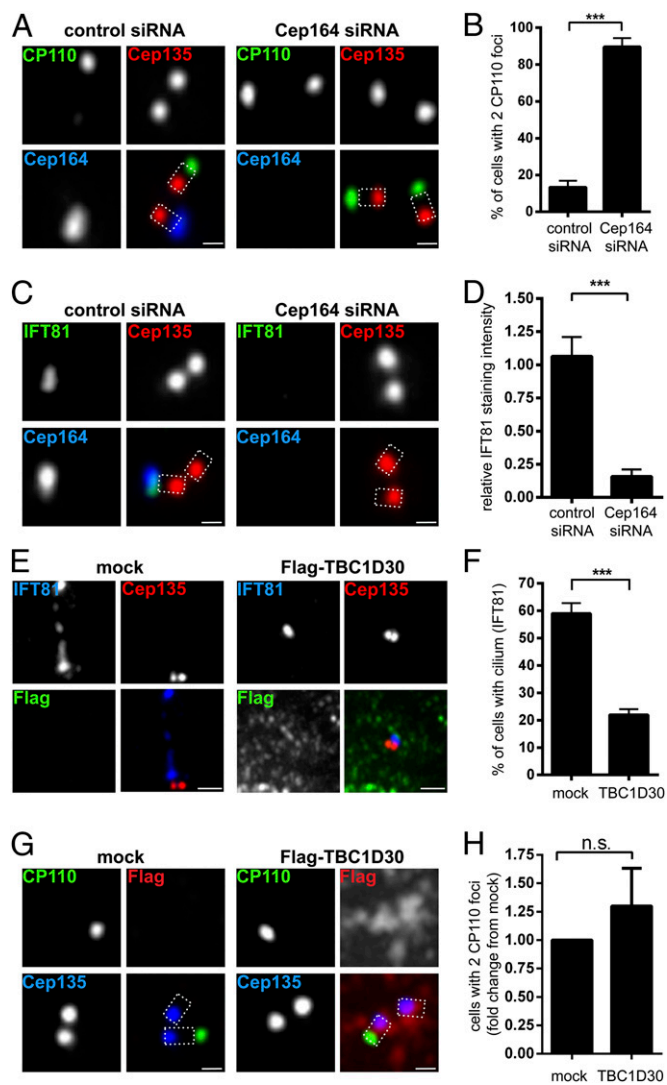 A
control siRNA
Cep164 siRNA
CP110
Cep135
CP110
Cep135
Cep164
Cep164
B
***
% of cells with 2 CP110 foci
100
80
60
40
20
0
control siRNA
Cep164 siRNA
C
control siRNA
Cep164 siRNA
IFT81
Cep135
IFT81
Cep135
Cep164
Cep164
D
***
relative IFT81 staining intensity
1.50
1.25
1.00
0.75
0.50
0.25
0.00
control siRNA
Cep164 siRNA
E
mock
Flag-TBC1D30
IFT81
Cep135
IFT81
Cep135
Flag
Flag
F
***
% of cells with cilium (IFT81)
70
60
50
40
30
20
10
0
mock
TBC1D30
G
mock
Flag-TBC1D30
CP110
Flag
CP110
Flag
Cep135
Cep135
H
n.s.
cells with 2 CP110 foci
(fold change from mock)
1.75
1.50
1.25
1.00
0.75
0.50
0.25
0.00
mock
TBC1D30